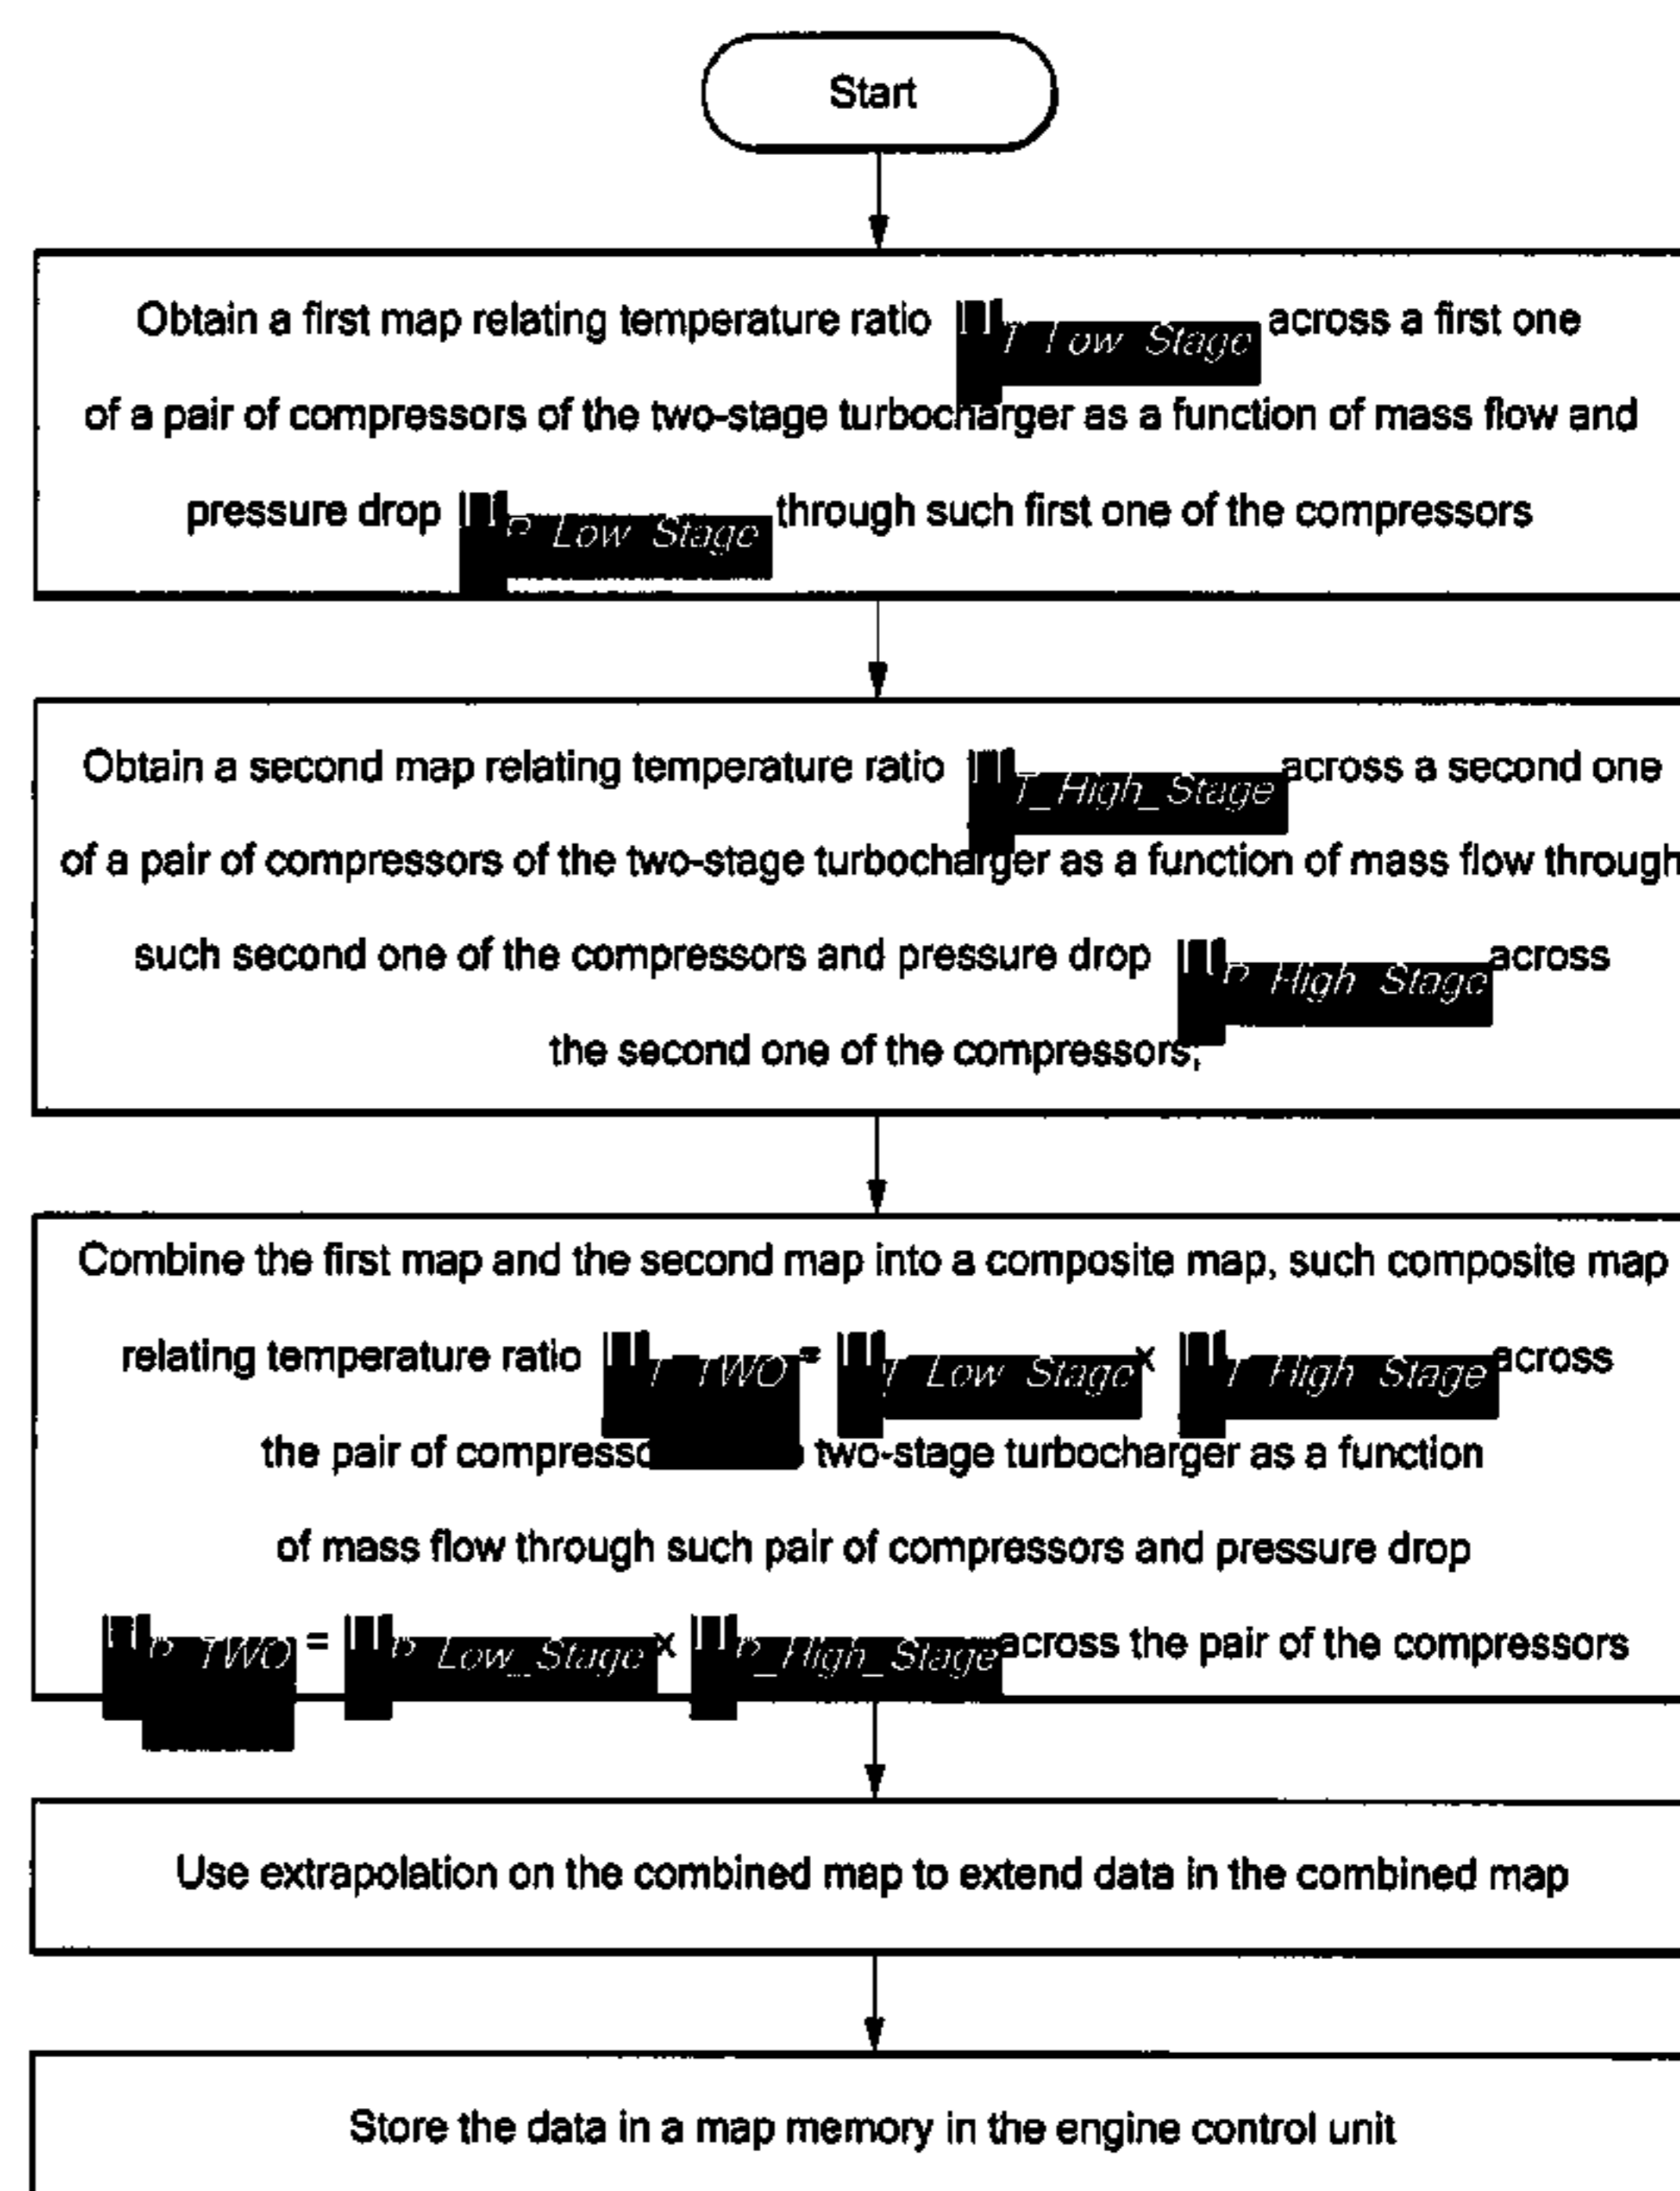 Start
Obtain a first map relating temperature ratio T_Low_Stage across a first one
of a pair of compressors of the two-stage turbocharger as a function of mass flow and
pressure drop P_Low_Stage through such first one of the compressors
Obtain a second map relating temperature ratio T_High_Stage across a second one
of a pair of compressors of the two-stage turbocharger as a function of mass flow through
such second one of the compressors and pressure drop P_High_Stage across
the second one of the compressors;
Combine the first map and the second map into a composite map, such composite map
relating temperature ratio T_TWO = T_Low_Stage x T_High_Stage across
the pair of two-stage turbocharger as a function
of mass flow through such pair of compressors and pressure drop
P_TWO = P_Low_Stage x P_High_Stage across the pair of the compressors
Use extrapolation on the combined map to extend data in the combined map
Store the data in a map memory in the engine control unit